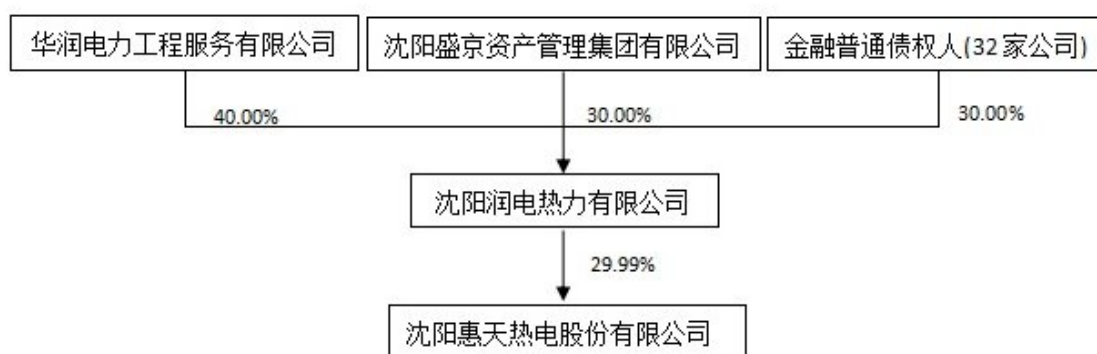 华润电力工程服务有限公司
沈阳盛京资产管理集团有限公司
金融普通债权人(32家公司)
40.00%
30.00%
30.00%
沈阳润电热力有限公司
29.99%
沈阳惠天热电股份有限公司